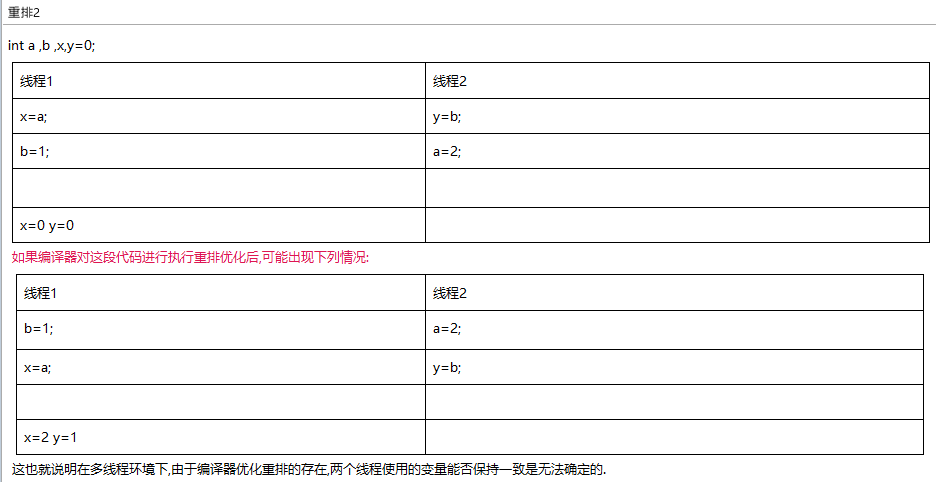 重排2
int a ,b ,x,y=0;
线程1 线程2
x=a; y=b;
b=1; a=2;
x=0 y=0
如果编译器对这段代码进行执行重排优化后,可能出现下列情况:
线程1 线程2
b=1; a=2;
x=a; y=b;
x=2 y=1
这也就说明在多线程环境下,由于编译器优化重排的存在,两个线程使用的变量能否保持一致是无法确定的.